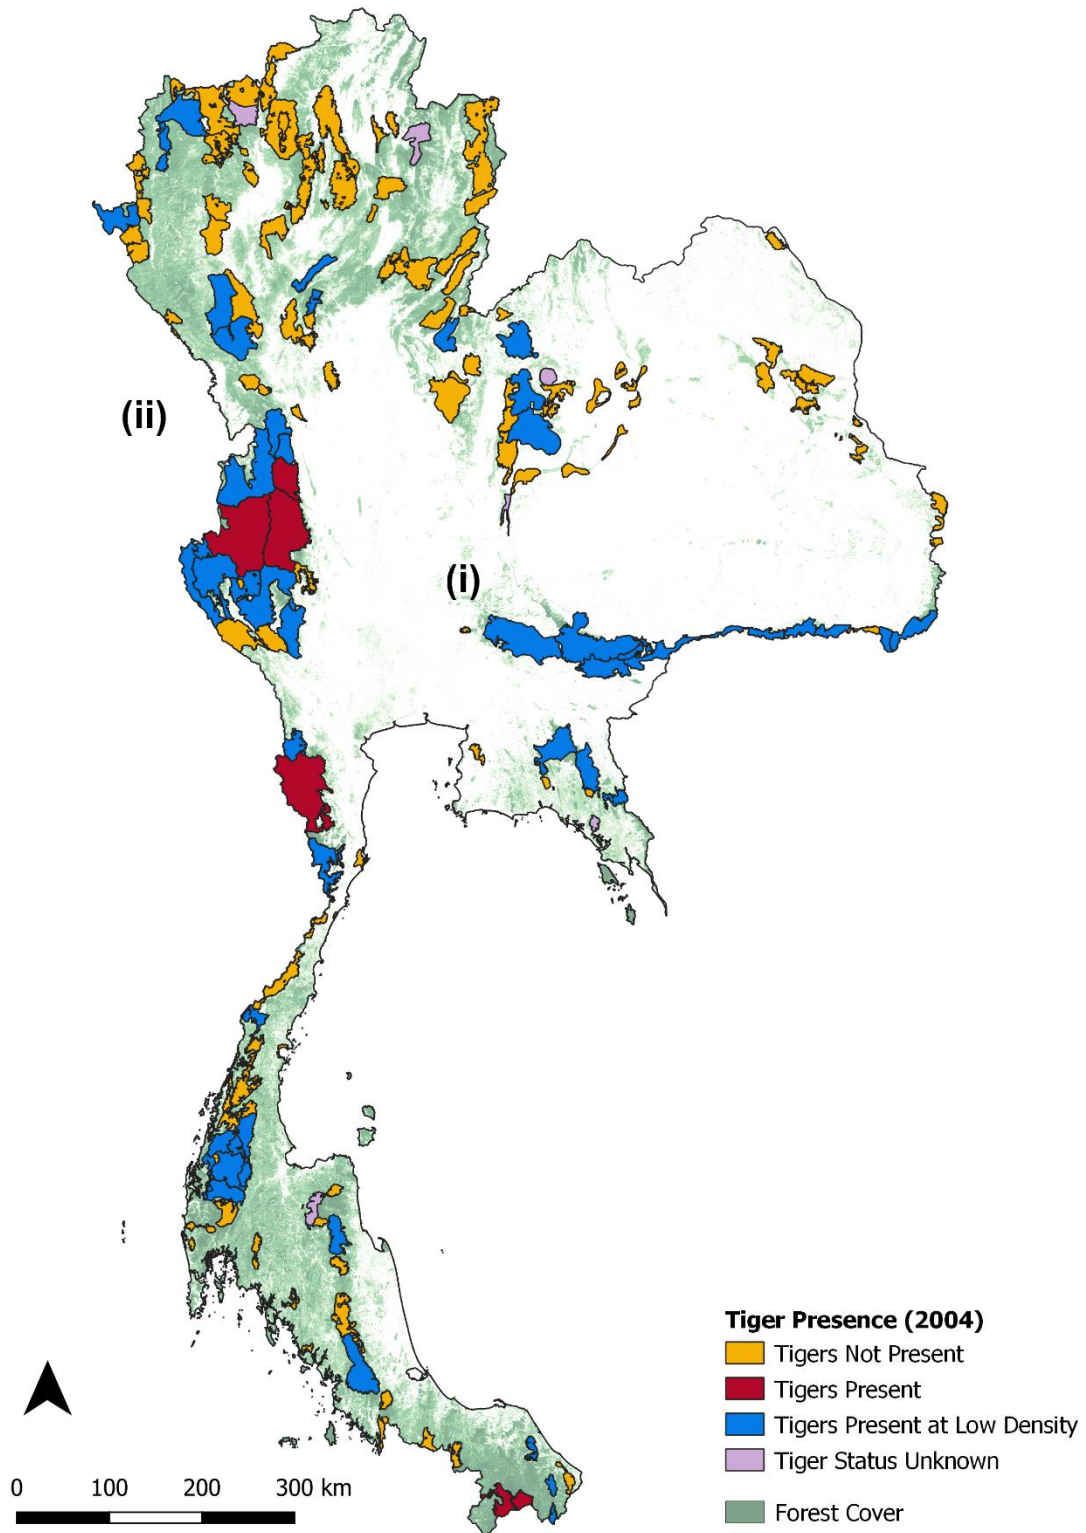 (ii)
(i)
Tiger Presence (2004)
Tigers Not Present
Tigers Present
Tigers Present at Low Density
Tiger Status Unknown
Forest Cover
0 100 200 300 km